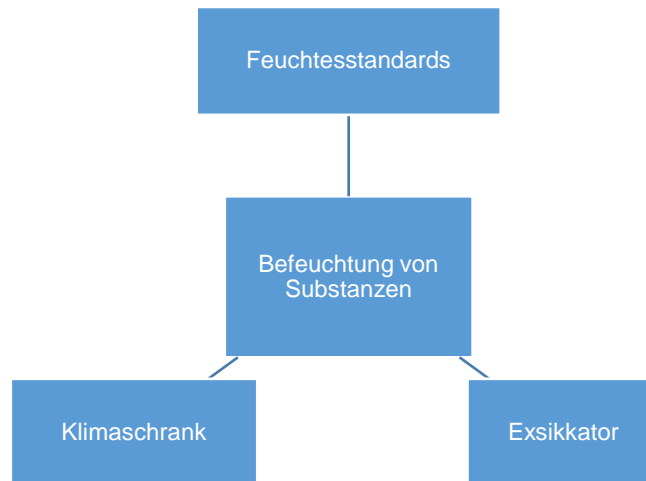 Feuchtesstandards
Befeuchtung von
Substanzen
Klimaschrank
Exsikkator